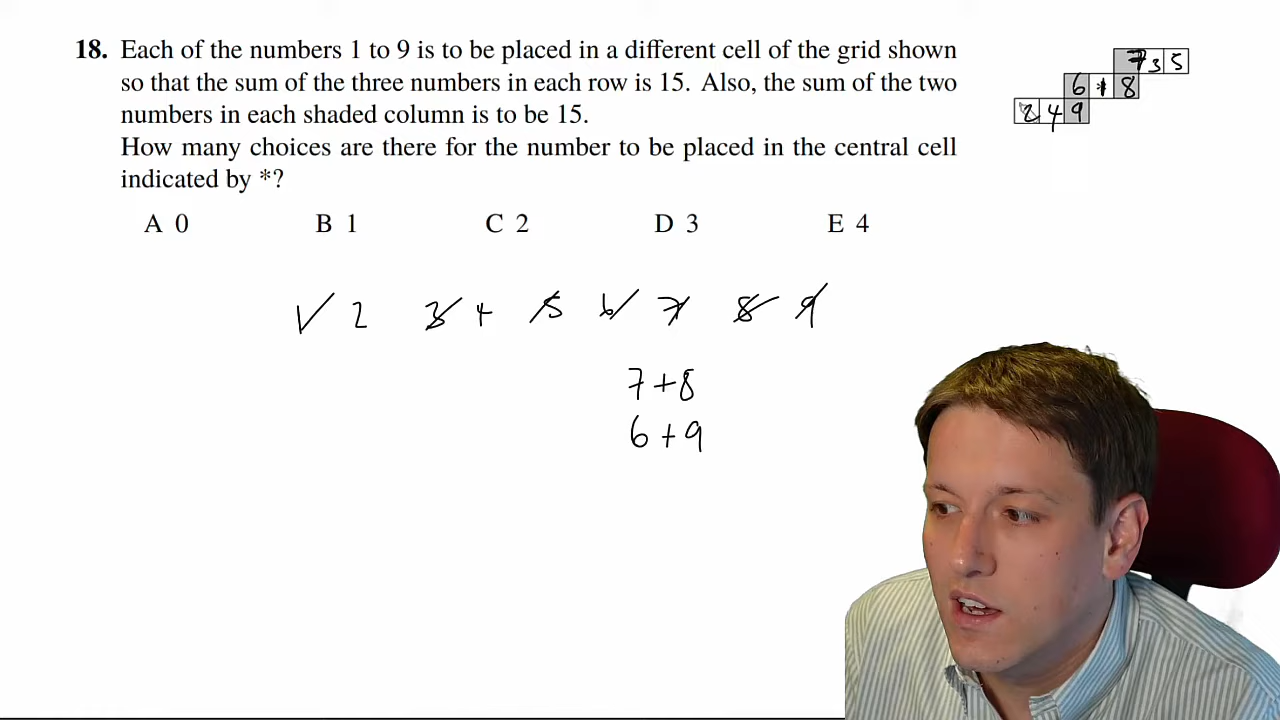 18. Each of the numbers 1 to 9 is to be placed in a different cell of the grid shown
so that the sum of the three numbers in each row is 15. Also, the sum of the two
numbers in each shaded column is to be 15.
How many choices are there for the number to be placed in the central cell
indicated by *?
7 3 5
6 * 8
2 4 9
A 0 B 1 C 2 D 3 E 4
1 2 3 4 5 6 7 8 9
7+8
6+9